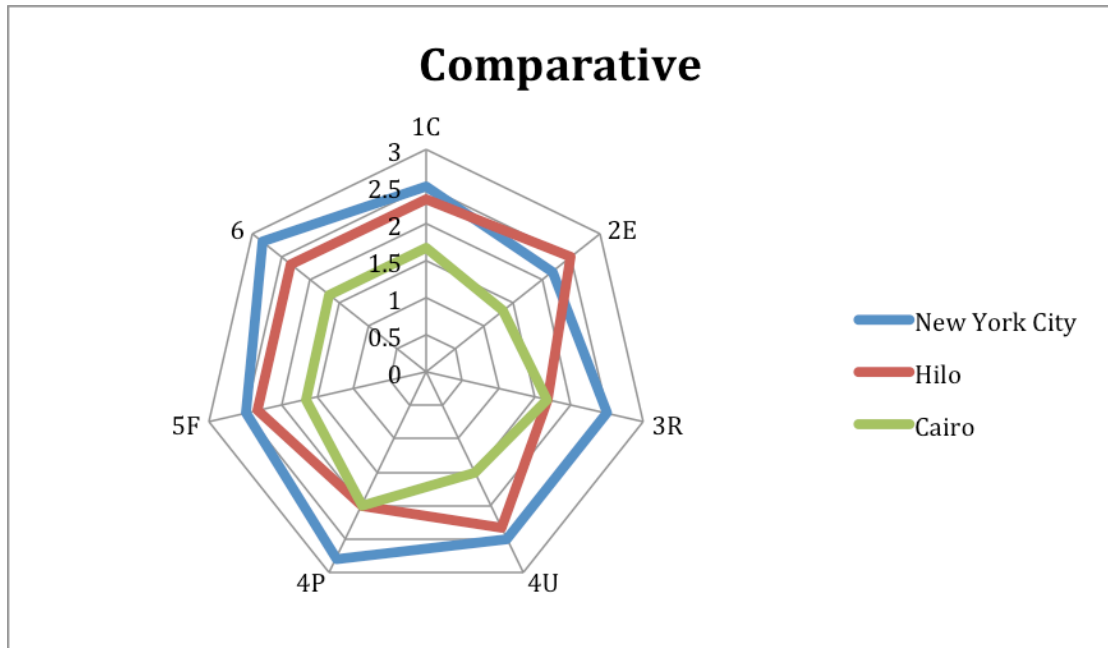 Comparative
1C
3
2.5
2
1.5
1
0.5
0
2E
3R
4U
4P
5F
6
New York City
Hilo
Cairo